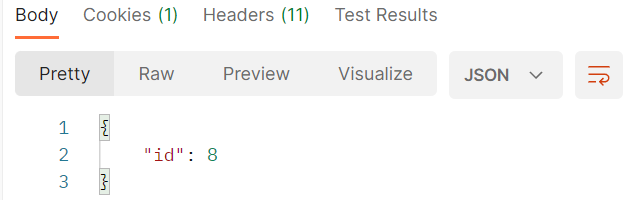 Body Cookies (1) Headers (11) Test Results
Pretty Raw Preview Visualize JSON
1 {
2 "id": 8
3 }